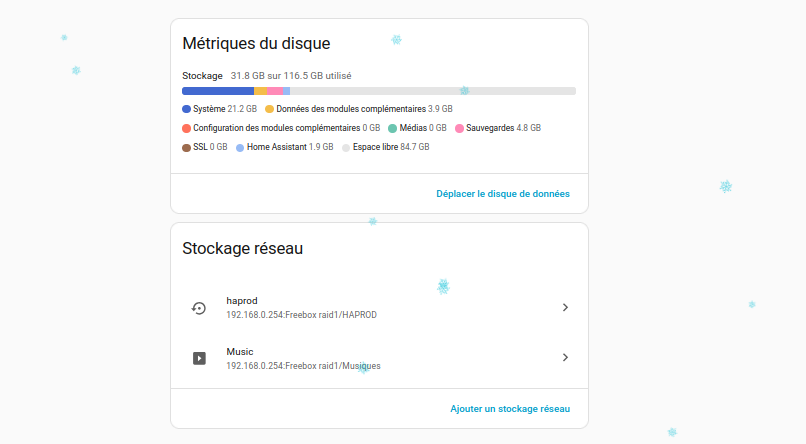 Métriques du disque
Stockage 31.8 GB sur 116.5 GB utilisé
Système 21.2 GB Données des modules complémentaires 3.9 GB
Configuration des modules complémentaires 0 GB Médias 0 GB Sauvegardes 4.8 GB
SSL 0 GB Home Assistant 1.9 GB Espace libre 84.7 GB
Déplacer le disque de données
Stockage réseau
haprod
192.168.0.254:Freebox raid1/HAPROD
Music
192.168.0.254:Freebox raid1/Musiques
Ajouter un stockage réseau